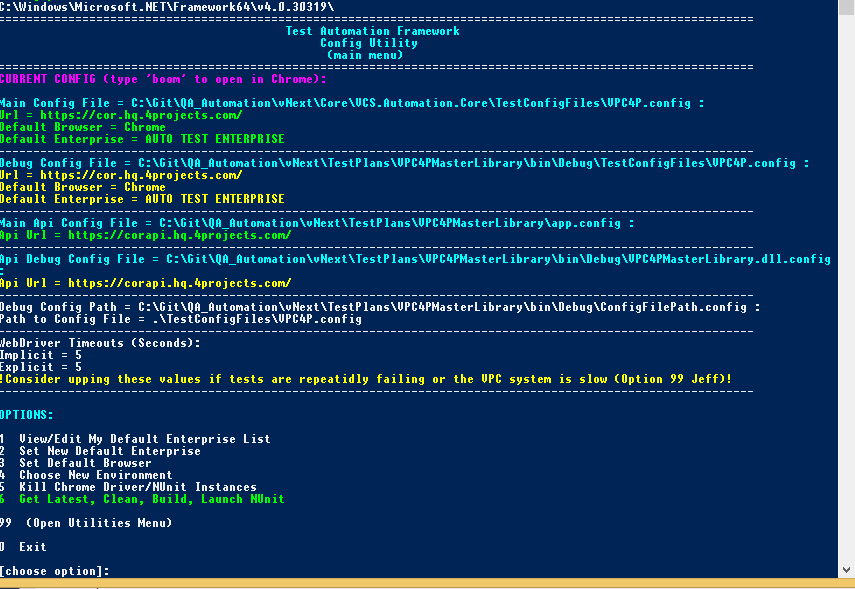 C:\Windows\Microsoft.NET\Framework64\v4.0.30319\
============================================================================================================
Test Automation Framework
Config Utility
(main menu)
============================================================================================================
CURRENT CONFIG (type 'boom' to open in Chrome):
Main Config File = C:\Git\QA_Automation\vNext\Core\VCS.Automation.Core\TestConfigFiles\VPC4P.config :
Url = https://cor.hq.4projects.com/
Default Browser = Chrome
Default Enterprise = AUTO TEST ENTERPRISE
------------------------------------------------------------------------------------------------------------
Debug Config File = C:\Git\QA_Automation\vNext\TestPlans\VPC4PMasterLibrary\bin\Debug\TestConfigFiles\VPC4P.config :
Url = https://cor.hq.4projects.com/
Default Browser = Chrome
Default Enterprise = AUTO TEST ENTERPRISE
------------------------------------------------------------------------------------------------------------
Main Api Config File = C:\Git\QA_Automation\vNext\TestPlans\VPC4PMasterLibrary\app.config :
Api Url = https://corapi.hq.4projects.com/
------------------------------------------------------------------------------------------------------------
Api Debug Config File = C:\Git\QA_Automation\vNext\TestPlans\VPC4PMasterLibrary\bin\Debug\VPC4PMasterLibrary.dll.config
:
Api Url = https://corapi.hq.4projects.com/
------------------------------------------------------------------------------------------------------------
Debug Config Path = C:\Git\QA_Automation\vNext\TestPlans\VPC4PMasterLibrary\bin\Debug\ConfigFilePath.config :
Path to Config File = .\TestConfigFiles\VPC4P.config
------------------------------------------------------------------------------------------------------------
WebDriver Timeouts (Seconds):
Implicit = 5
Explicit = 5
!Consider upping these values if tests are repeatidly failing or the VPC system is slow (Option 99 Jeff)!
------------------------------------------------------------------------------------------------------------
OPTIONS:
1  View/Edit My Default Enterprise List
2  Set New Default Enterprise
3  Set Default Browser
4  Choose New Environment
5  Kill Chrome Driver/NUnit Instances
6  Get Latest, Clean, Build, Launch NUnit
99  (Open Utilities Menu)
0  Exit
[choose option]: